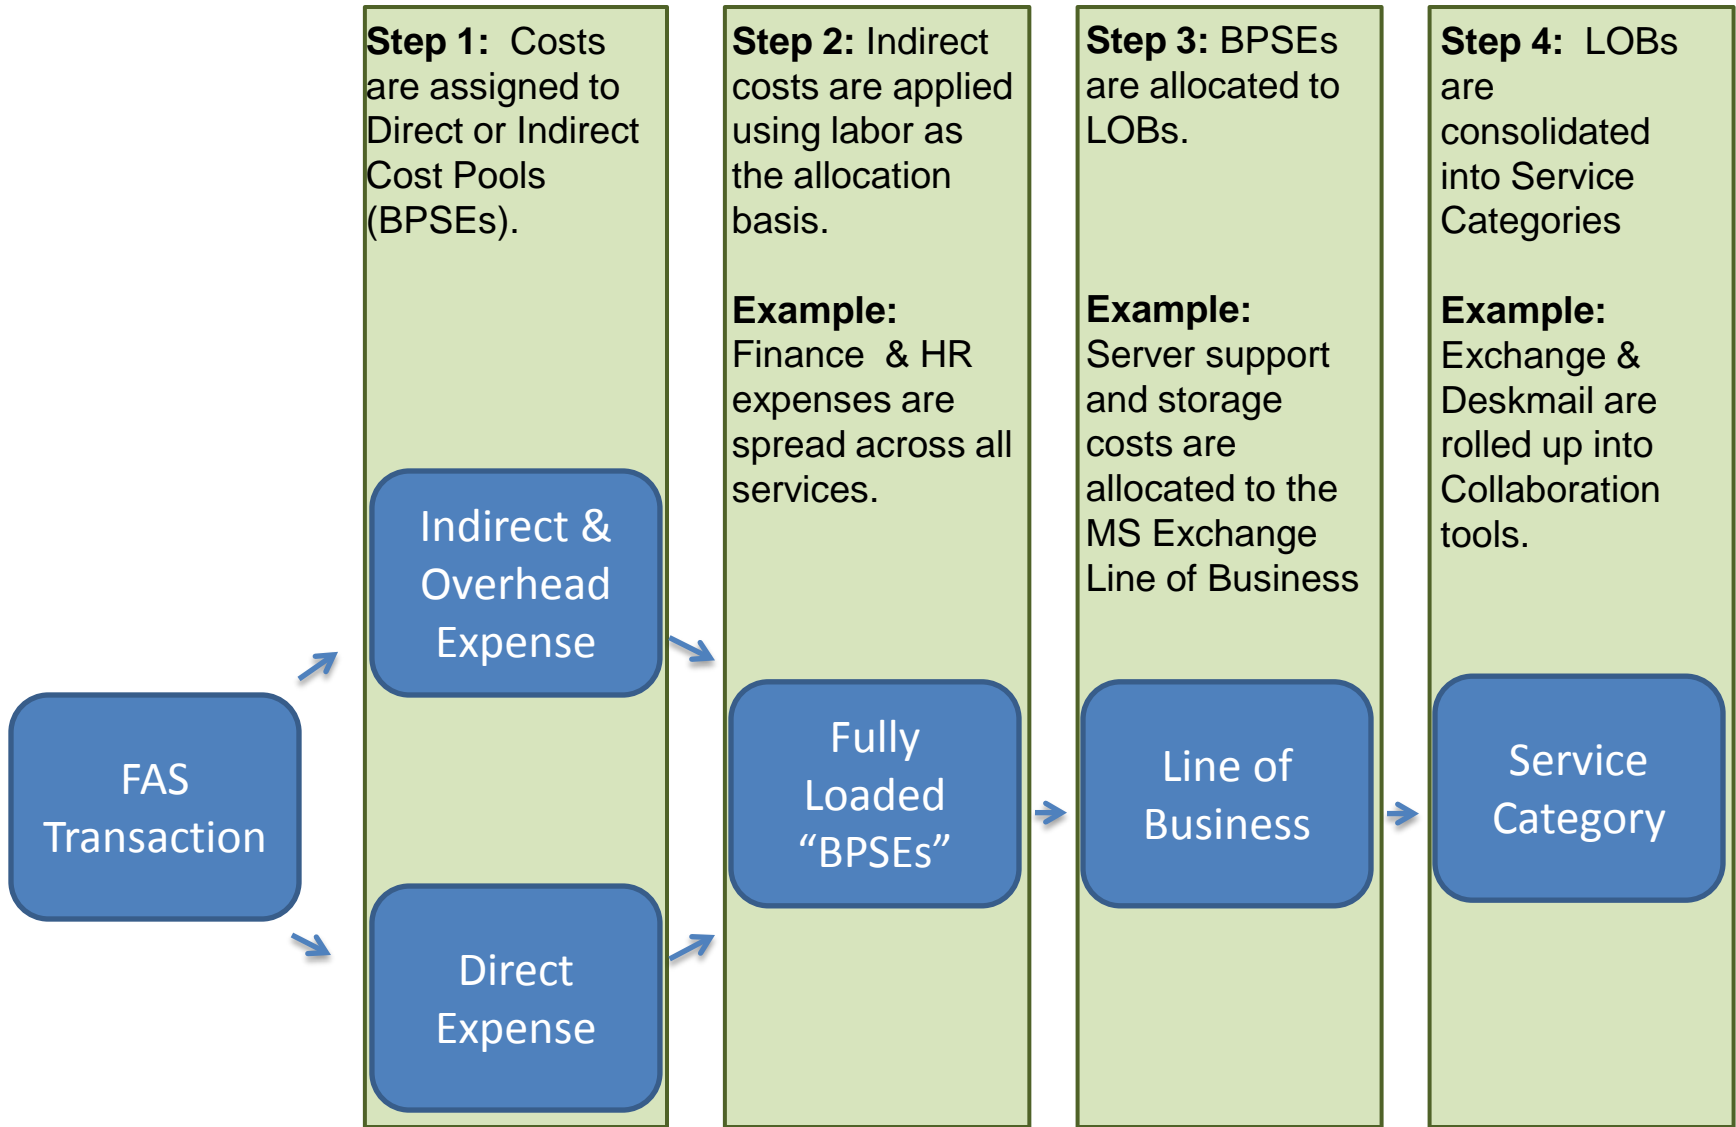 Step 1:  Costs
are assigned to
Direct or Indirect
Cost Pools
(BPSEs).
Indirect &
Overhead
Expense
FAS
Transaction
Direct
Expense
Step 2: Indirect
costs are applied
using labor as
the allocation
basis.
Example:
Finance  & HR
expenses are
spread across all
services.
Fully
Loaded
“BPSEs”
Step 3: BPSEs
are allocated to
LOBs.
Example:
Server support
and storage
costs are
allocated to the
MS Exchange
Line of Business
Line of
Business
Step 4:  LOBs
are
consolidated
into Service
Categories
Example:
Exchange &
Deskmail are
rolled up into
Collaboration
tools.
Service
Category